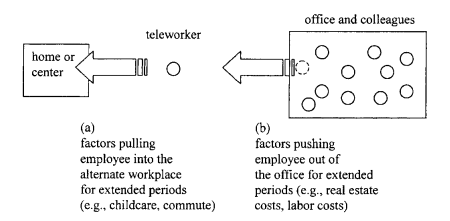 office and colleagues
teleworker
home or
center
(a)
factors pulling
employee into the
alternate workplace
for extended periods
(e.g., childcare, commute)
(b)
factors pushing
employee out of
the office for extended
periods (e.g., real estate
costs, labor costs)